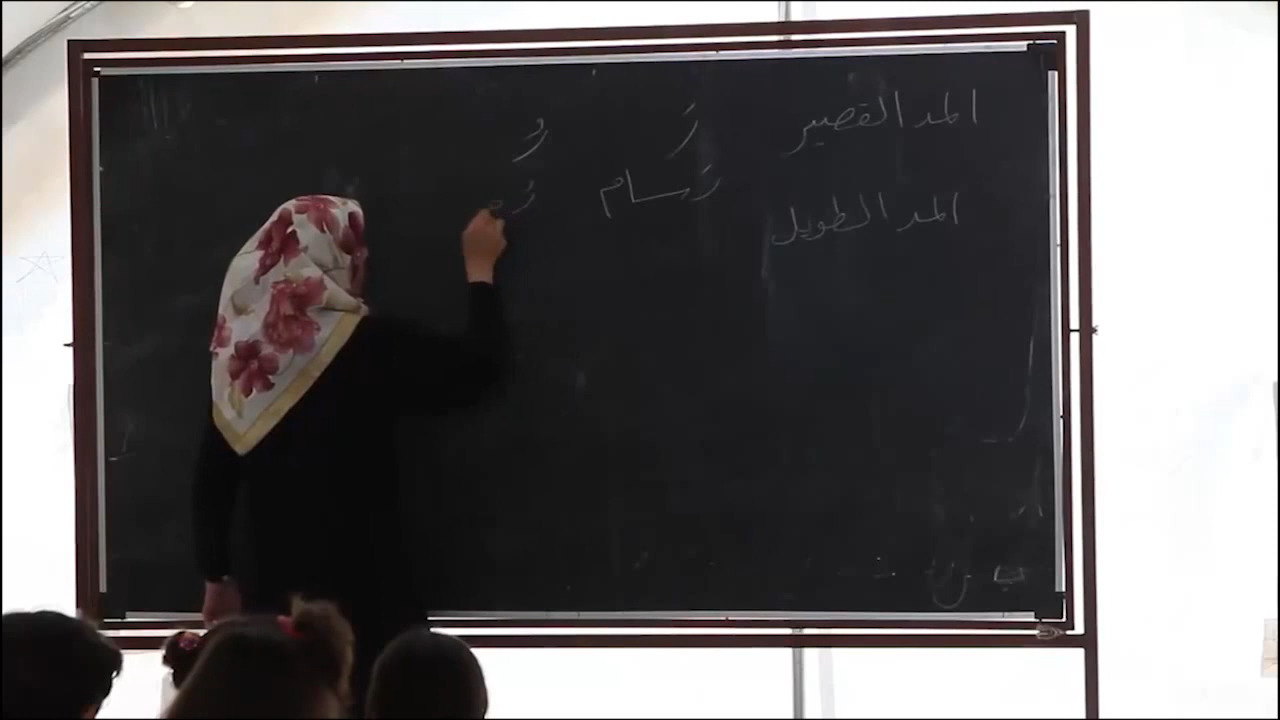 المد القصير رَ رُ
رَسام رُ
المد الطويل